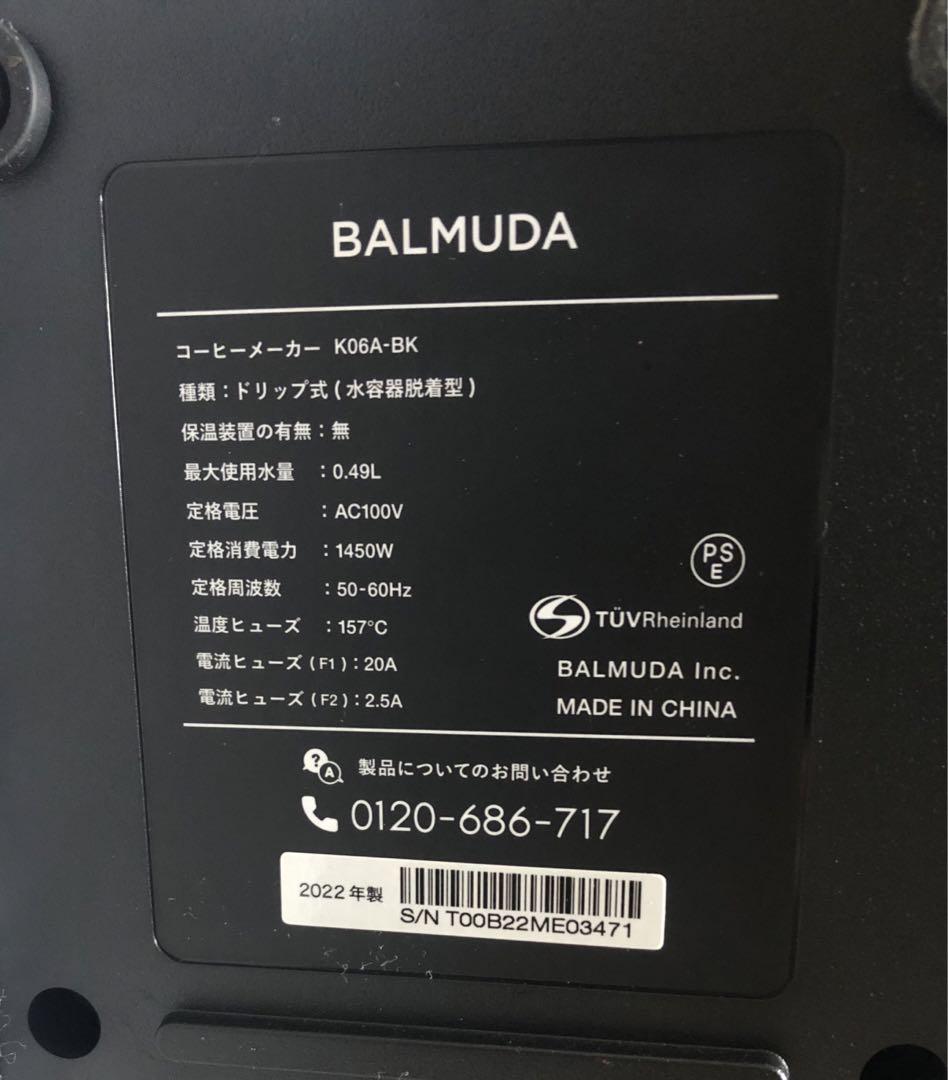 BALMUDA
コーヒーメーカー K06A-BK
種類：ドリップ式（水容器脱着型）
保温装置の有無：無
最大使用水量 ：0.49L
定格電圧 ：AC100V
定格消費電力 ：1450W
定格周波数 ：50-60Hz
温度ヒューズ ：157°C
電流ヒューズ（F1）：20A
電流ヒューズ（F2）：2.5A
PS
E
TÜVRheinland
BALMUDA Inc.
MADE IN CHINA
? A 製品についてのお問い合わせ
0120-686-717
2022年製
S/N T00B22ME03471